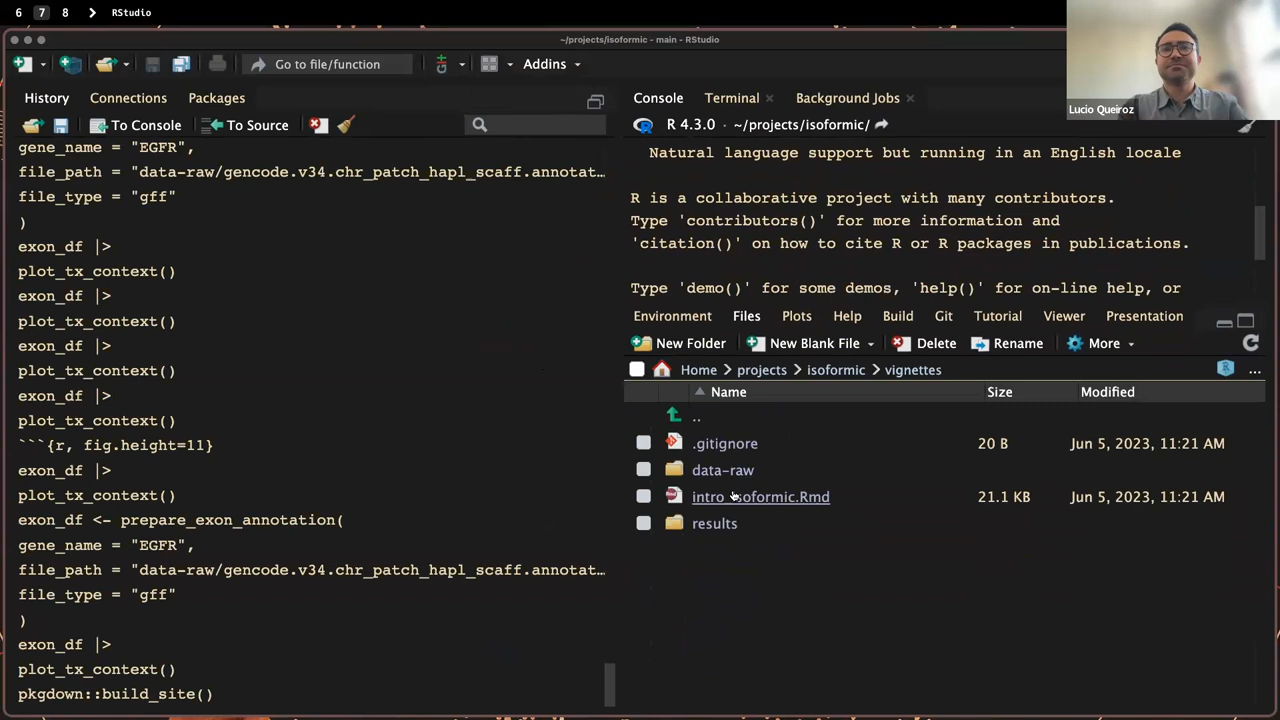 6 7 8 RStudio
~/projects/isoformic - main - RStudio
Go to file/function
Addins
Lucio Queiroz
History Connections Packages
To Console To Source
gene_name = "EGFR",
file_path = "data-raw/gencode.v34.chr_patch_hapl_scaff.annotat…
file_type = "gff"
)
exon_df |>
plot_tx_context()
exon_df |>
plot_tx_context()
exon_df |>
plot_tx_context()
exon_df |>
plot_tx_context()
```{r, fig.height=11}
exon_df |>
plot_tx_context()
exon_df <- prepare_exon_annotation(
gene_name = "EGFR",
file_path = "data-raw/gencode.v34.chr_patch_hapl_scaff.annotat…
file_type = "gff"
)
exon_df |>
plot_tx_context()
pkgdown::build_site()
Console Terminal Background Jobs
R 4.3.0 · ~/projects/isoformic/
Natural language support but running in an English locale
R is a collaborative project with many contributors.
Type 'contributors()' for more information and
'citation()' on how to cite R or R packages in publications.
Type 'demo()' for some demos, 'help()' for on-line help, or
Environment Files Plots Help Build Git Tutorial Viewer Presentation
New Folder New Blank File Delete Rename More
Home projects isoformic vignettes
Name Size Modified
..
.gitignore 20 B Jun 5, 2023, 11:21 AM
data-raw
intro_isoformic.Rmd 21.1 KB Jun 5, 2023, 11:21 AM
results